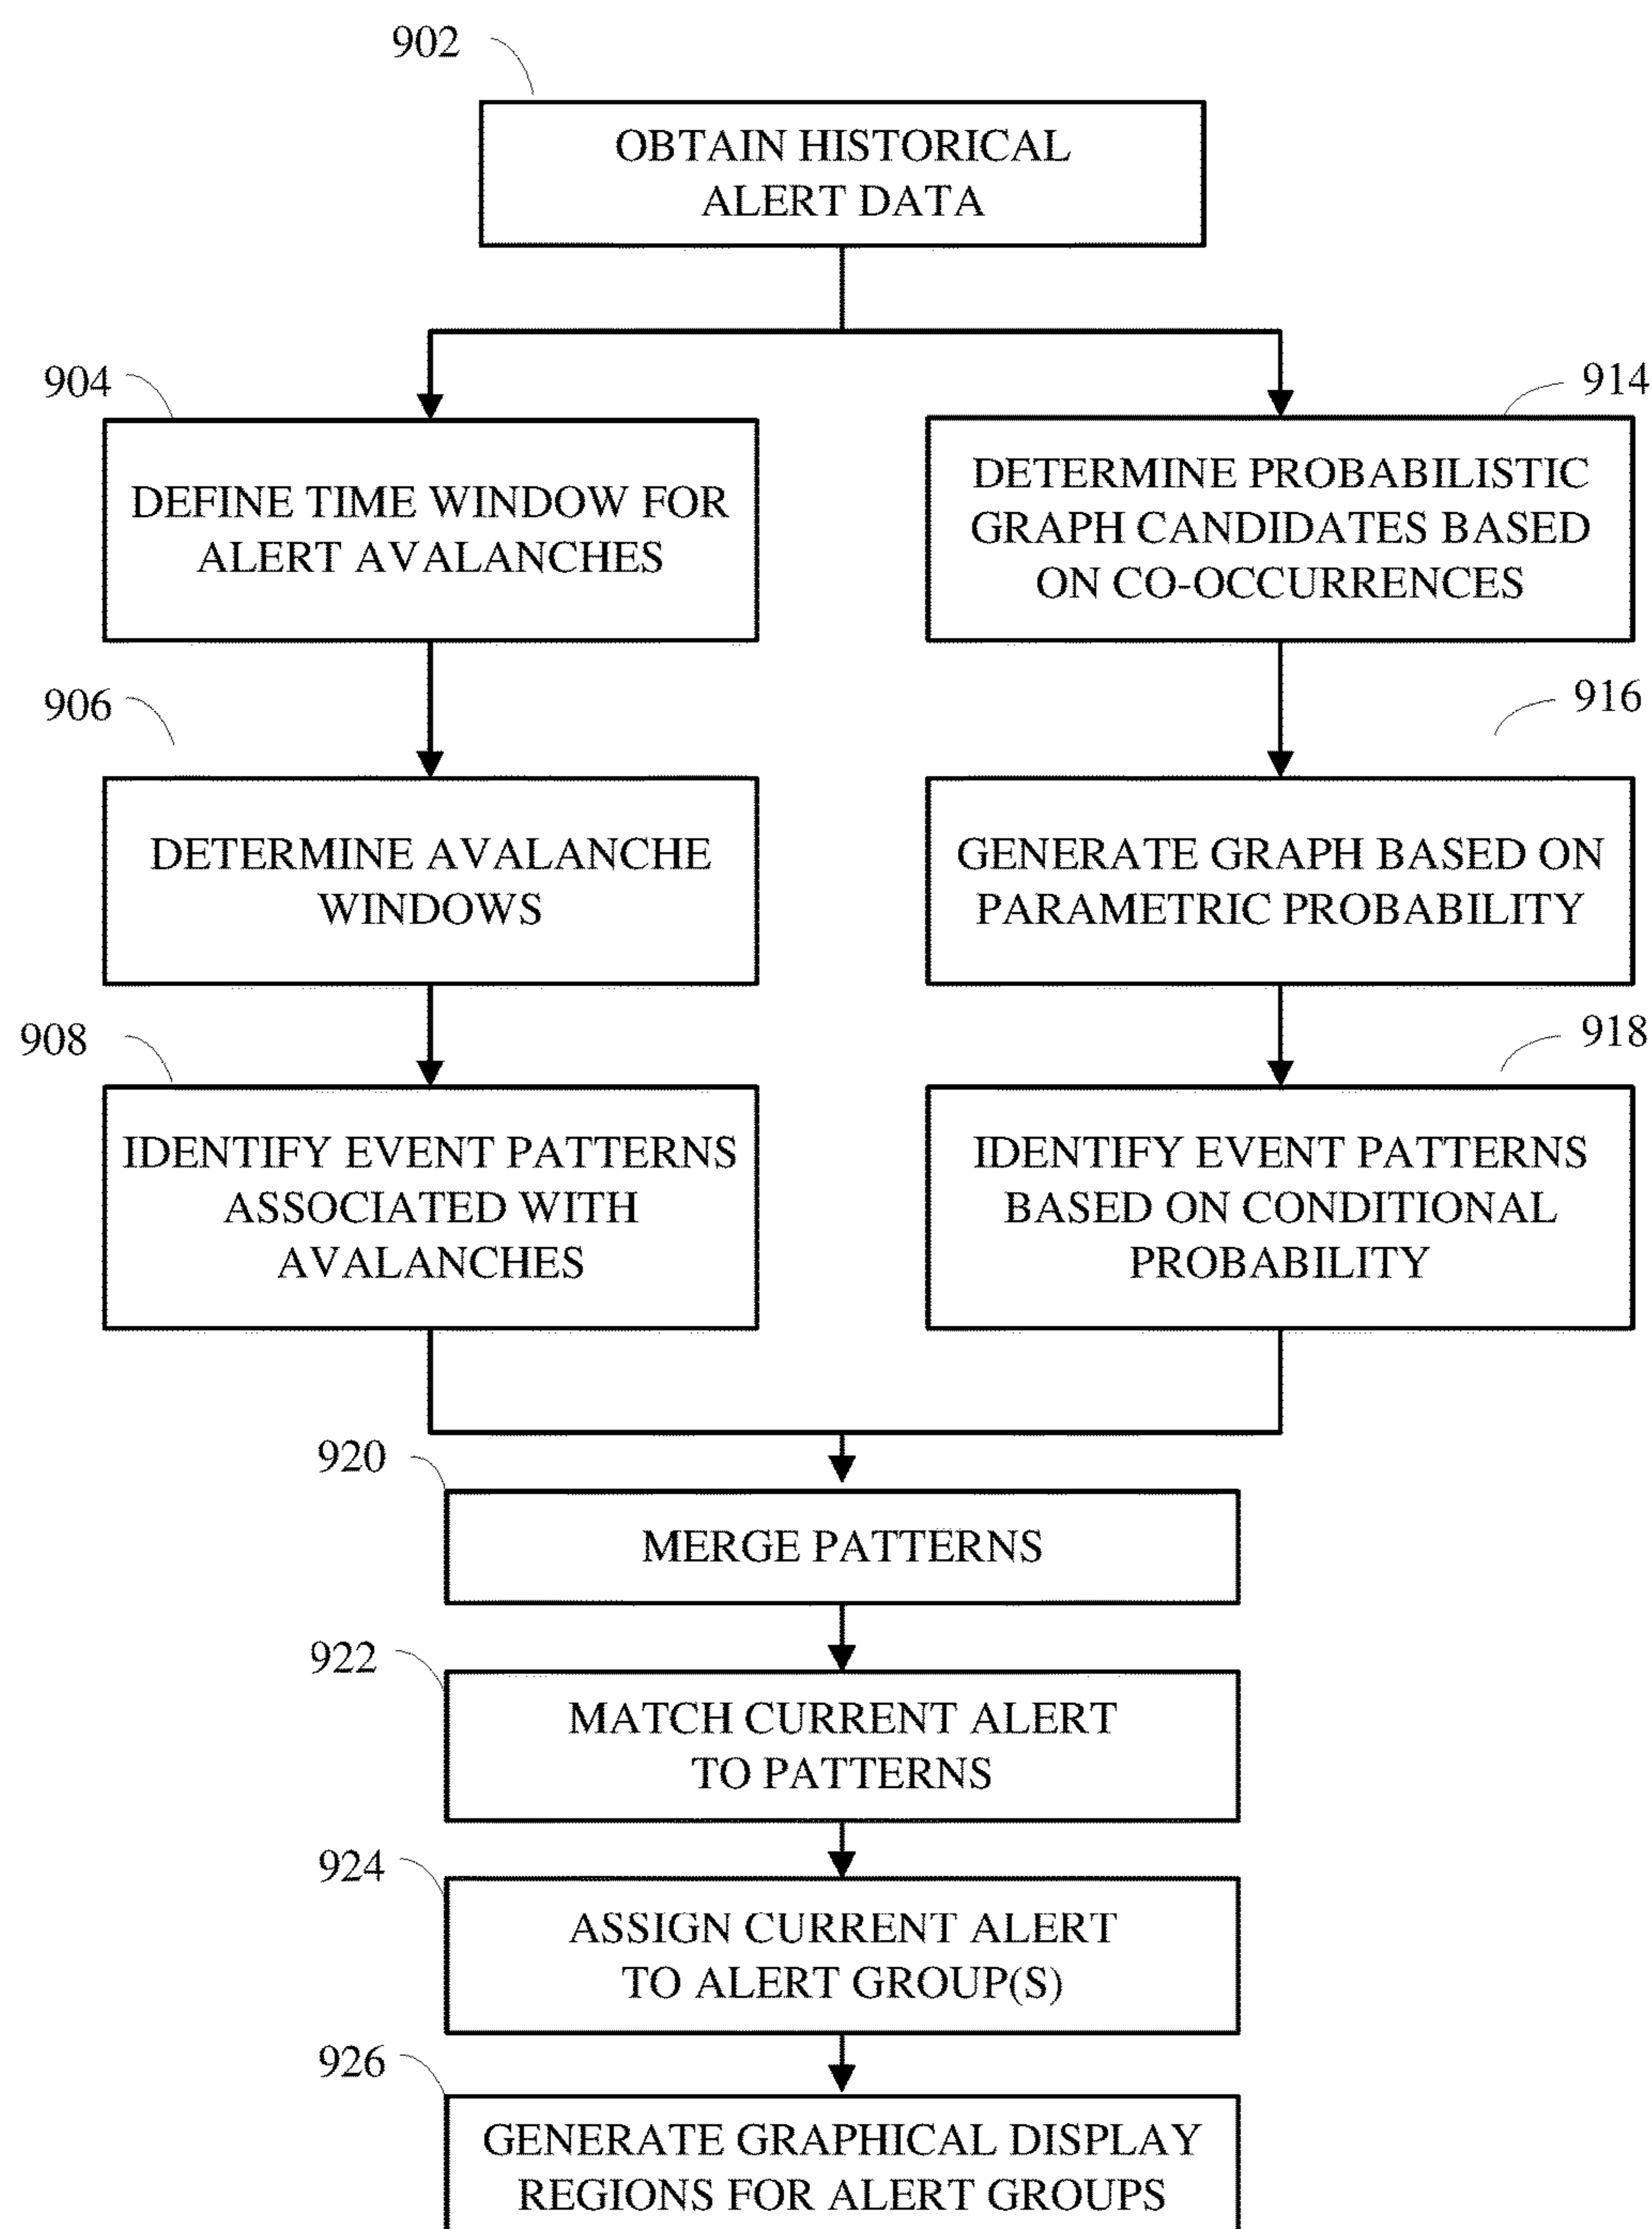 902
OBTAIN HISTORICAL
ALERT DATA
904
DEFINE TIME WINDOW FOR
ALERT AVALANCHES
914
DETERMINE PROBABILISTIC
GRAPH CANDIDATES BASED
ON CO-OCCURRENCES
906
DETERMINE AVALANCHE
WINDOWS
916
GENERATE GRAPH BASED ON
PARAMETRIC PROBABILITY
908
IDENTIFY EVENT PATTERNS
ASSOCIATED WITH
AVALANCHES
918
IDENTIFY EVENT PATTERNS
BASED ON CONDITIONAL
PROBABILITY
920
MERGE PATTERNS
922
MATCH CURRENT ALERT
TO PATTERNS
924
ASSIGN CURRENT ALERT
TO ALERT GROUP(S)
926
GENERATE GRAPHICAL DISPLAY
REGIONS FOR ALERT GROUPS